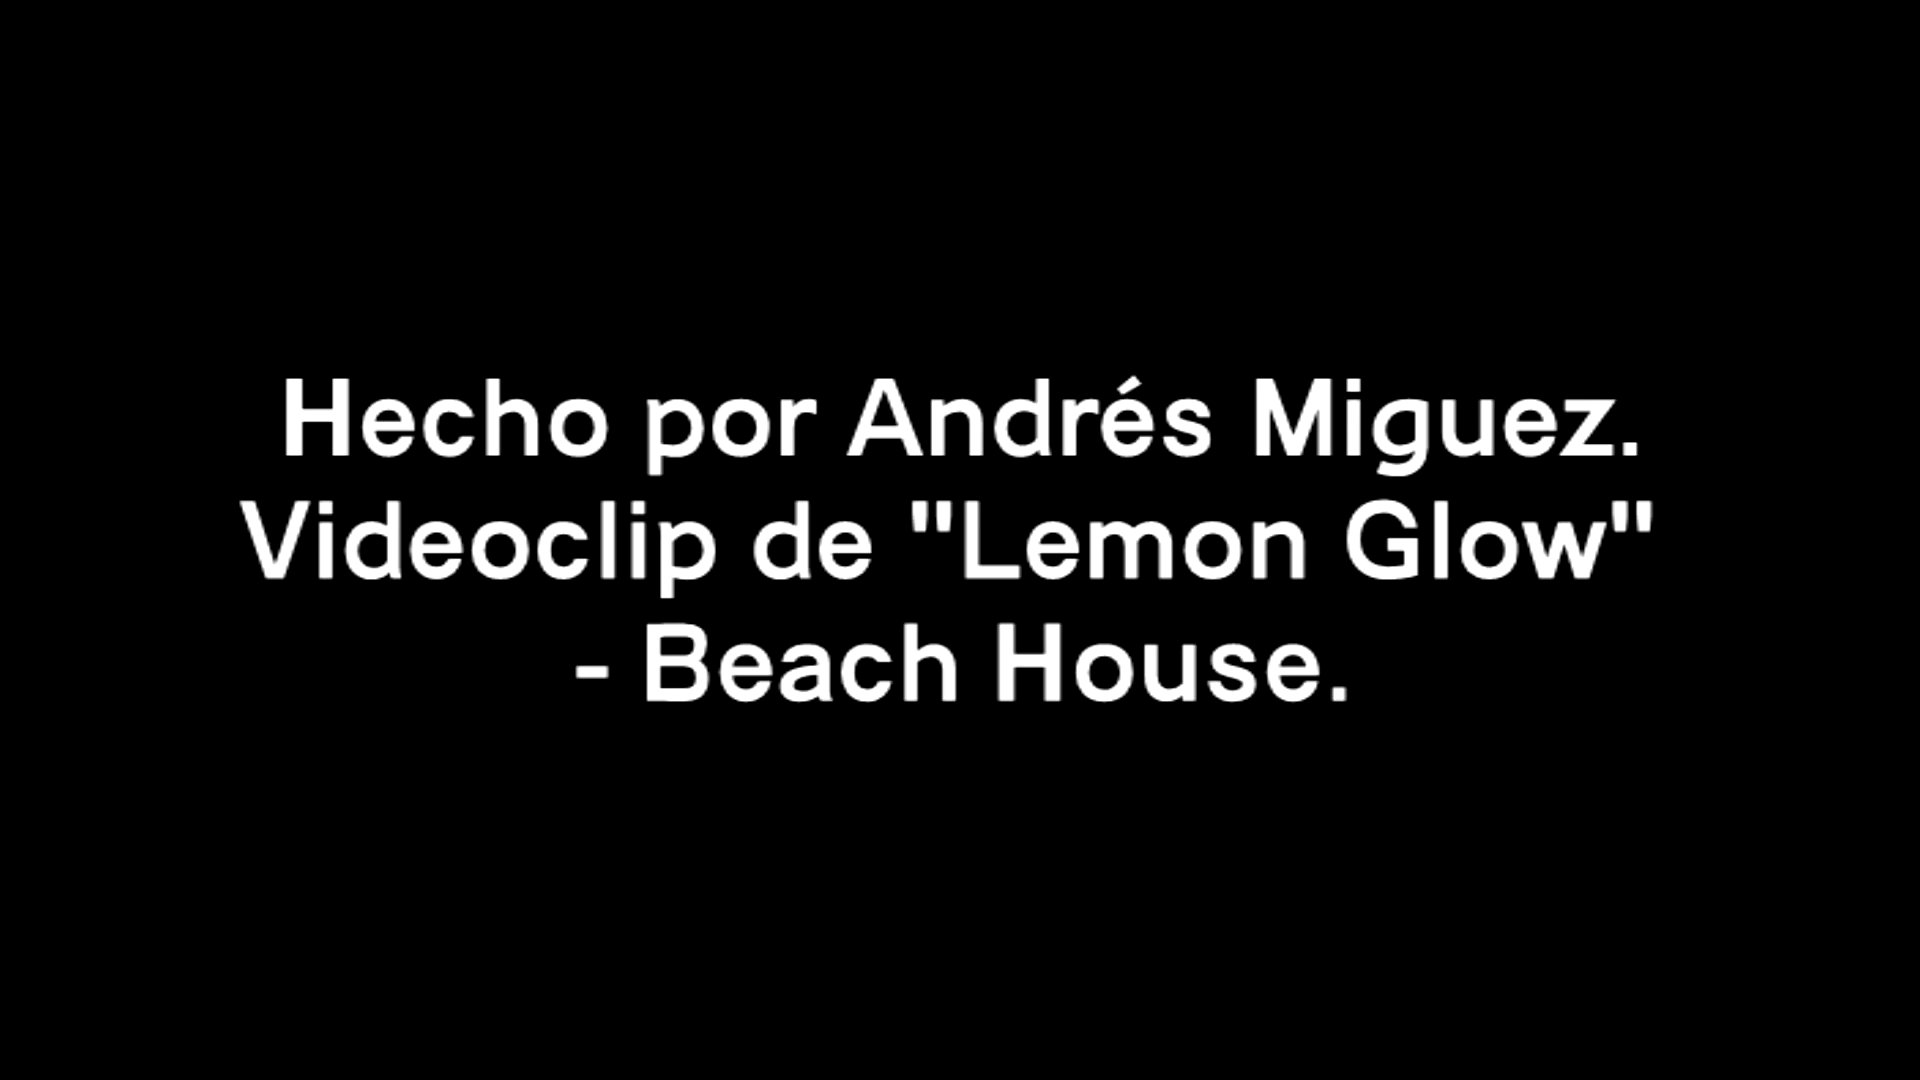 Hecho por Andrés Miguez.
Videoclip de "Lemon Glow"
- Beach House.